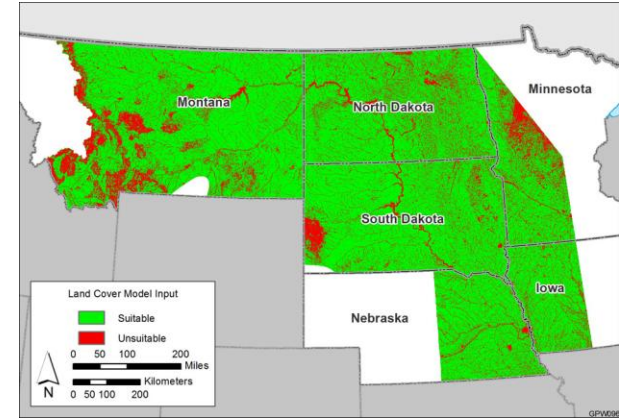 Montana
North Dakota
Minnesota
South Dakota
Iowa
Nebraska
Land Cover Model Input
Suitable
Unsuitable
0 50 100 200
Miles
Kilometers
0 50 100 200
N
GPW096